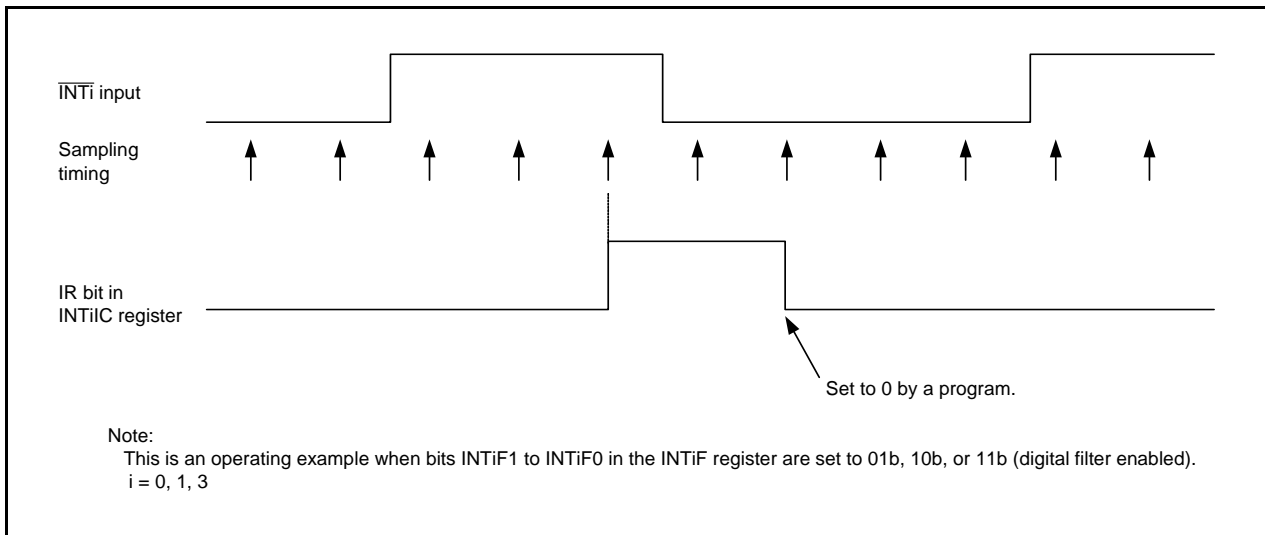 INTi input
Sampling
timing
IR bit in
INTiIC register
Set to 0 by a program.
Note:
This is an operating example when bits INTiF1 to INTiF0 in the INTiF register are set to 01b, 10b, or 11b (digital filter enabled).
i = 0, 1, 3